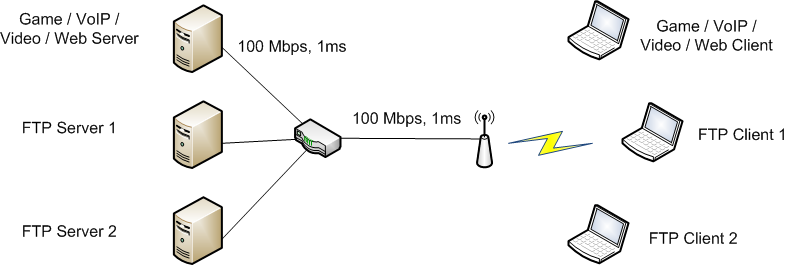 Game / VoIP /
Video / Web Server
100 Mbps, 1ms
Game / VoIP /
Video / Web Client
FTP Server 1
100 Mbps, 1ms
FTP Client 1
FTP Server 2
FTP Client 2